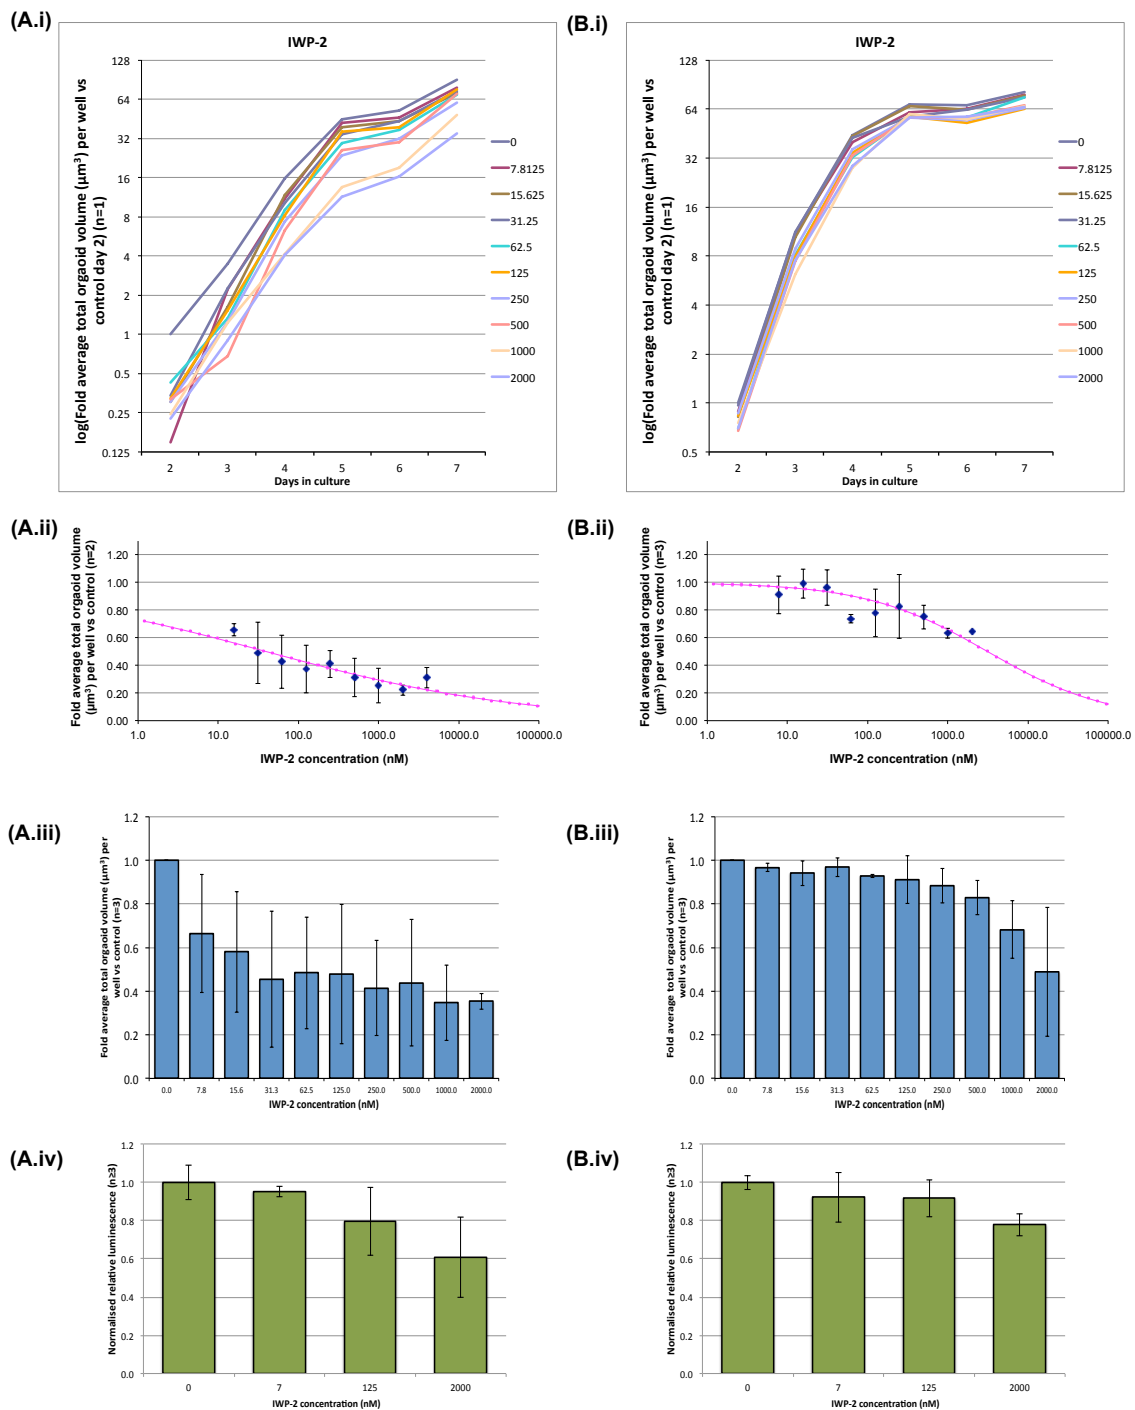 (A.i)
IWP-2
log(Fold average total orgaoid volume (µm³) per well vs
control day 2) (n=1)
128
64
32
16
8
4
2
1
0.5
0.25
0.125
2 3 4 5 6 7
Days in culture
0
7.8125
15.625
31.25
62.5
125
250
500
1000
2000
(B.i)
IWP-2
log(Fold average total orgaoid volume (µm³) per well vs
control day 2) (n=1)
128
64
32
16
8
4
2
1
0.5
2 3 4 5 6 7
Days in culture
0
7.8125
15.625
31.25
62.5
125
250
500
1000
2000
(A.ii)
Fold average total orgaoid volume
(µm³) per well vs control (n=2)
1.20
1.00
0.80
0.60
0.40
0.20
0.00
1.0 10.0 100.0 1000.0 10000.0 100000.0
IWP-2 concentration (nM)
(B.ii)
Fold average total orgaoid volume
(µm³) per well vs control (n=3)
1.20
1.00
0.80
0.60
0.40
0.20
0.00
1.0 10.0 100.0 1000.0 10000.0 100000.0
IWP-2 concentration (nM)
(A.iii)
Fold average total orgaoid volume (µm³) per
well vs control (n=3)
1.2
1.0
0.8
0.6
0.4
0.2
0.0
0.0 7.8 15.6 31.3 62.5 125.0 250.0 500.0 1000.0 2000.0
IWP-2 concentration (nM)
(B.iii)
Fold average total orgaoid volume (µm³) per
well vs control (n=3)
1.2
1.0
0.8
0.6
0.4
0.2
0.0
0.0 7.8 15.6 31.3 62.5 125.0 250.0 500.0 1000.0 2000.0
IWP-2 concentration (nM)
(A.iv)
Normalised relative luminescence (n≥3)
1.2
1.0
0.8
0.6
0.4
0.2
0.0
0 7 125 2000
IWP-2 concentration (nM)
(B.iv)
Normalised relative luminescence (n≥3)
1.2
1.0
0.8
0.6
0.4
0.2
0.0
0 7 125 2000
IWP-2 concentration (nM)